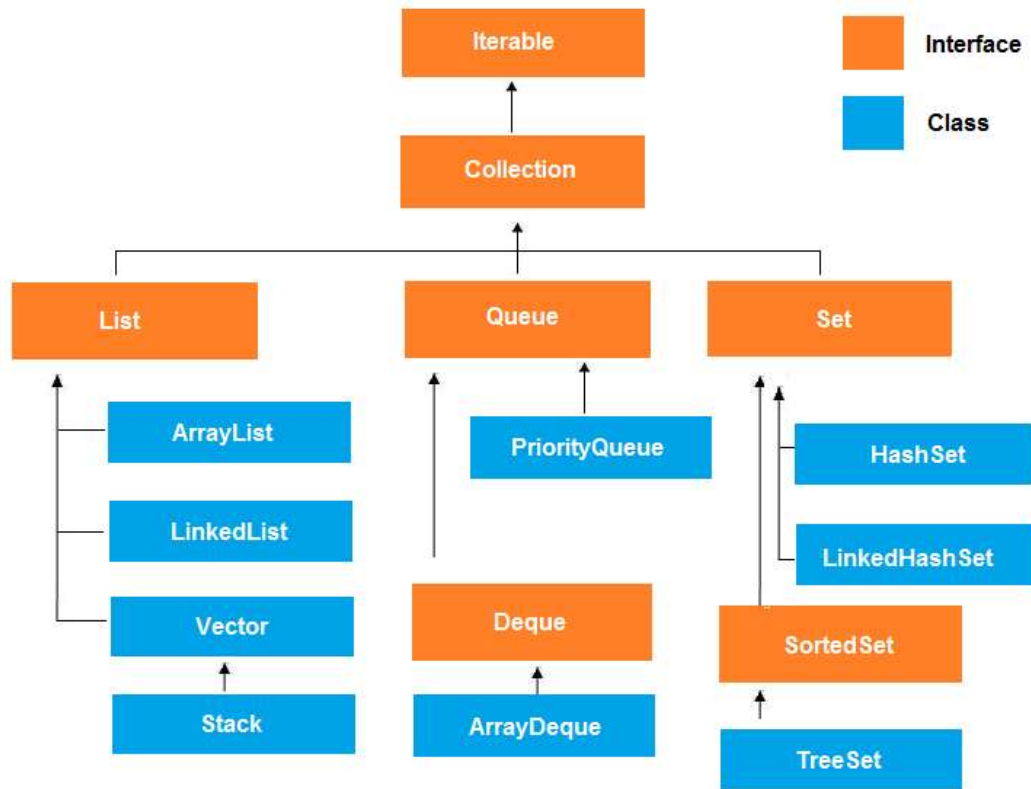 Iterable
Interface
Class
Collection
List
Queue
Set
ArrayList
PriorityQueue
HashSet
LinkedList
LinkedHashSet
Vector
Deque
SortedSet
Stack
ArrayDeque
TreeSet